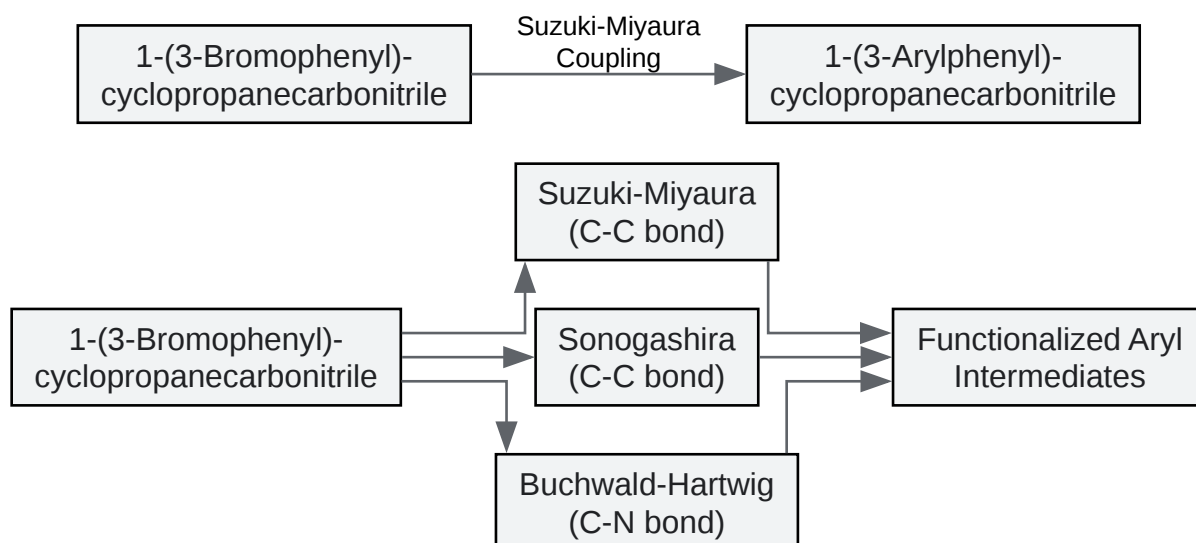 1-(3-Bromophenyl)-
cyclopropanecarbonitrile
Suzuki-Miyaura
Coupling
1-(3-Arylphenyl)-
cyclopropanecarbonitrile
Suzuki-Miyaura
(C-C bond)
1-(3-Bromophenyl)-
cyclopropanecarbonitrile
Sonogashira
(C-C bond)
Functionalized Aryl
Intermediates
Buchwald-Hartwig
(C-N bond)